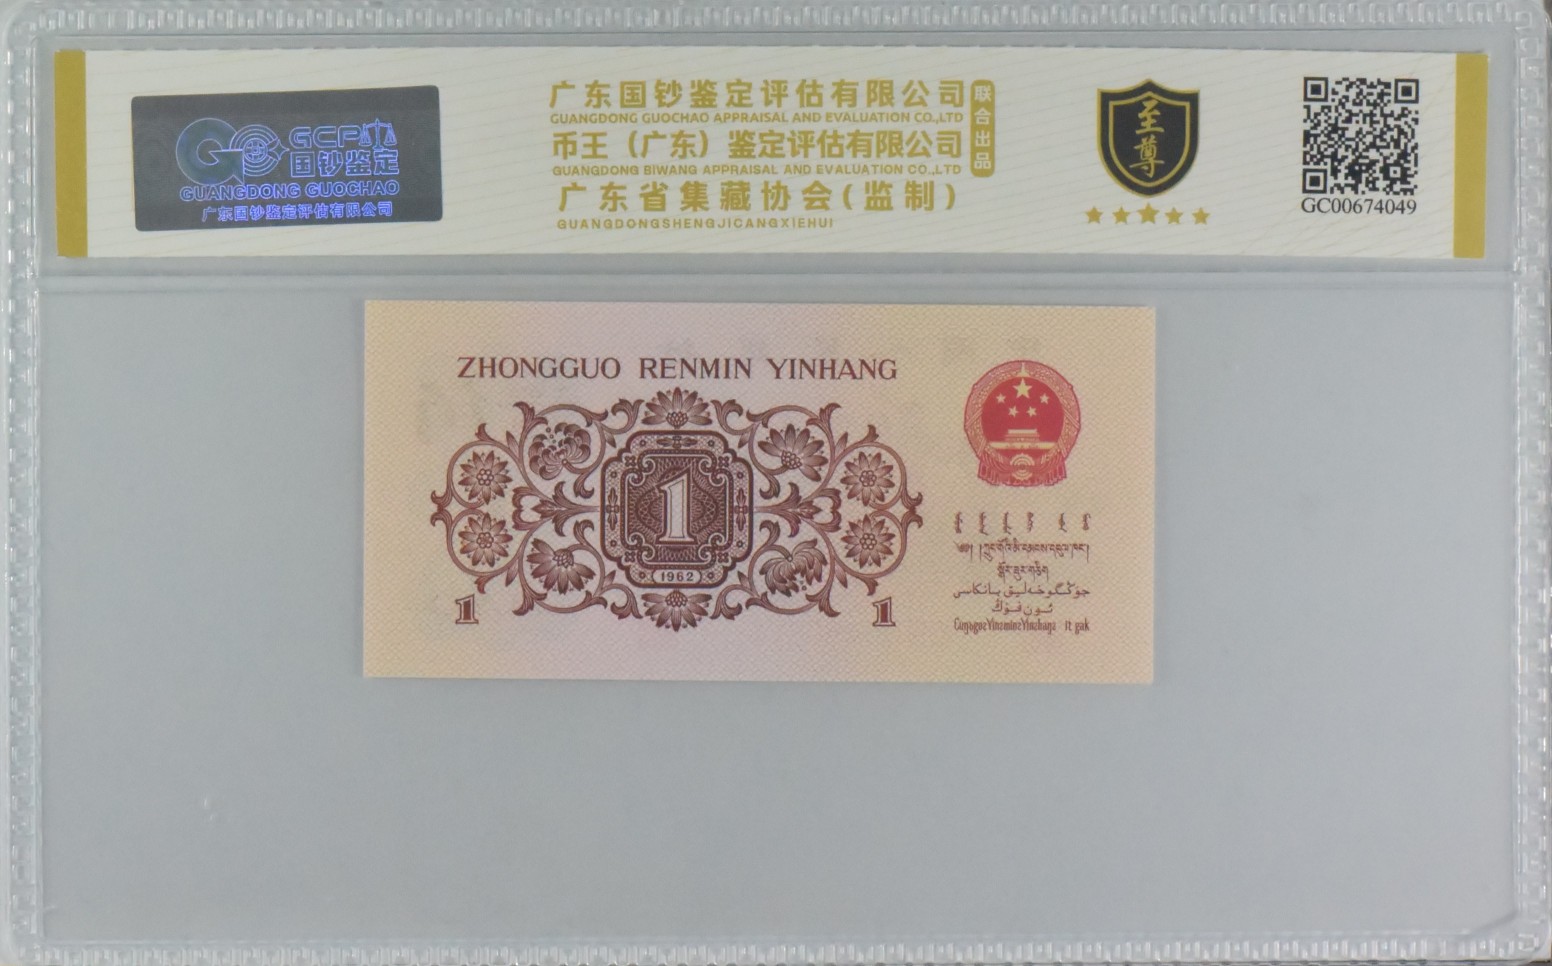 GCP
国钞鉴定
GUANGDONG GUOCHAO
广东国钞鉴定评估有限公司
广东国钞鉴定评估有限公司
GUANGDONG GUOCHAO APPRAISAL AND EVALUATION CO.,LTD
币王（广东）鉴定评估有限公司
GUANGDONG BIWANG APPRAISAL AND EVALUATION CO.,LTD
广东省集藏协会(监制)
GUANGDONGSHENGJICANGXIEHUI
联合出品
至尊
GC00674049
ZHONGGUO RENMIN YINHANG
1
1962
1
1
جۇڭگو خەلىق بانكاسى